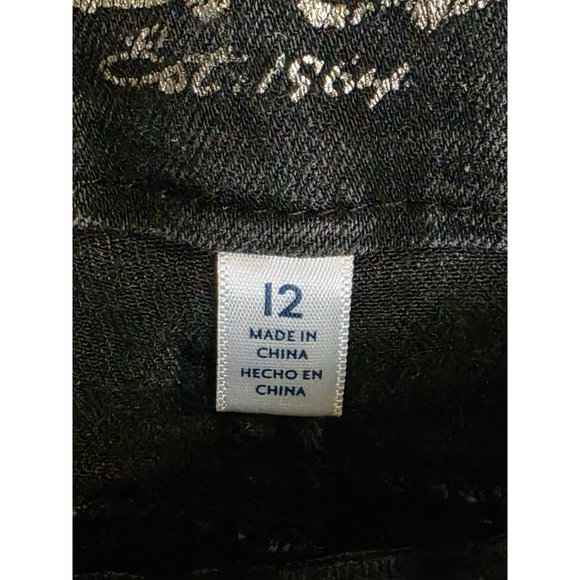 Est. 1964
12
MADE IN
CHINA
HECHO EN
CHINA